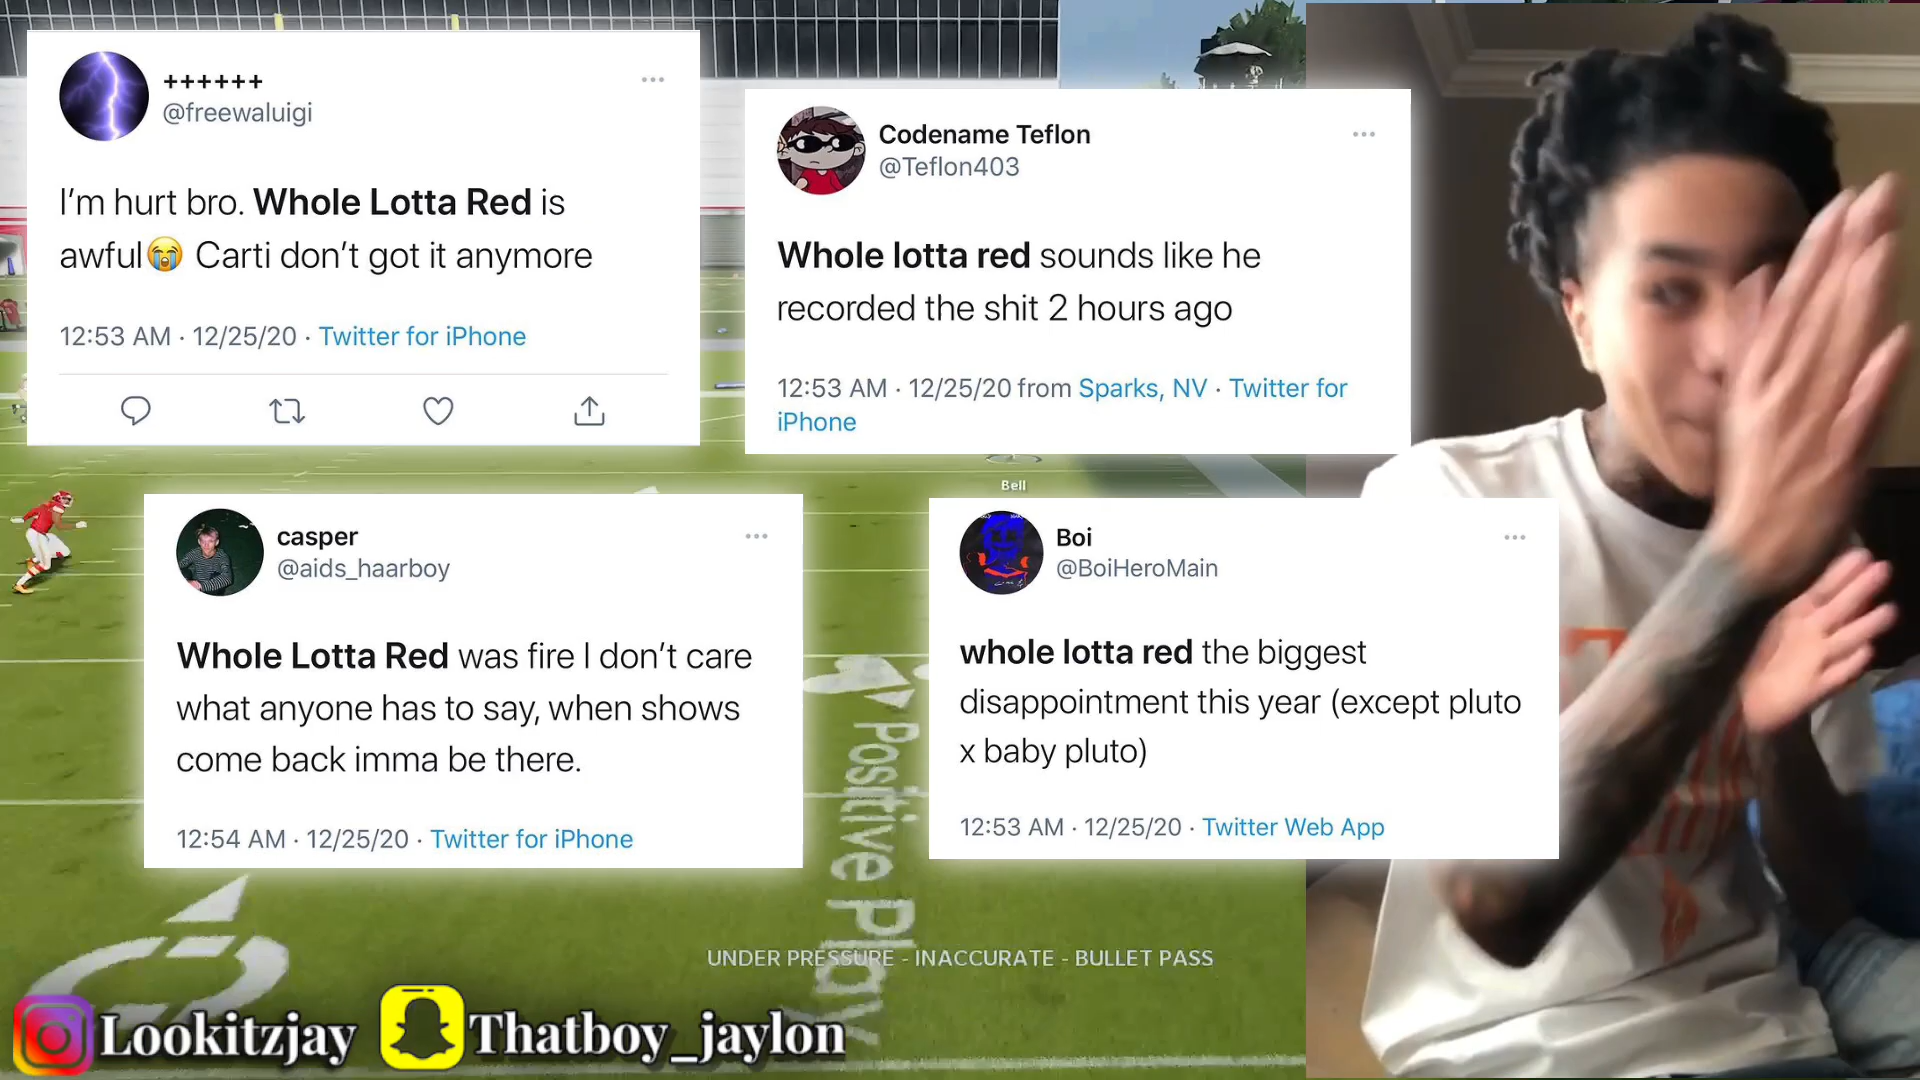 ++++++
@freewaluigi
I'm hurt bro. Whole Lotta Red is
awful😭 Carti don't got it anymore
12:53 AM · 12/25/20 · Twitter for iPhone
Codename Teflon
@Teflon403
Whole lotta red sounds like he
recorded the shit 2 hours ago
12:53 AM · 12/25/20 from Sparks, NV · Twitter for
iPhone
Bell
casper
@aids_haarboy
Whole Lotta Red was fire I don't care
what anyone has to say, when shows
come back imma be there.
12:54 AM · 12/25/20 · Twitter for iPhone
Boi
@BoiHeroMain
whole lotta red the biggest
disappointment this year (except pluto
x baby pluto)
12:53 AM · 12/25/20 · Twitter Web App
Positive Play
UNDER PRESSURE - INACCURATE - BULLET PASS
Lookitzjay
Thatboy_jaylon